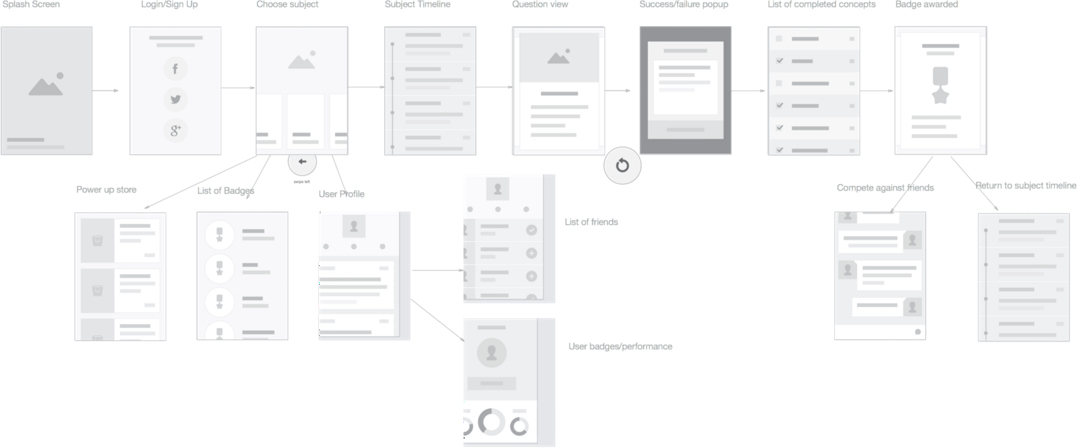 Splash Screen
Login/Sign Up
Choose subject
Subject Timeline
Question view
Success/failure popup
List of completed concepts
Badge awarded
f
g+
Power up store
List of Badges
User Profile
List of friends
Compete against friends
Return to subject timeline
User badges/performance